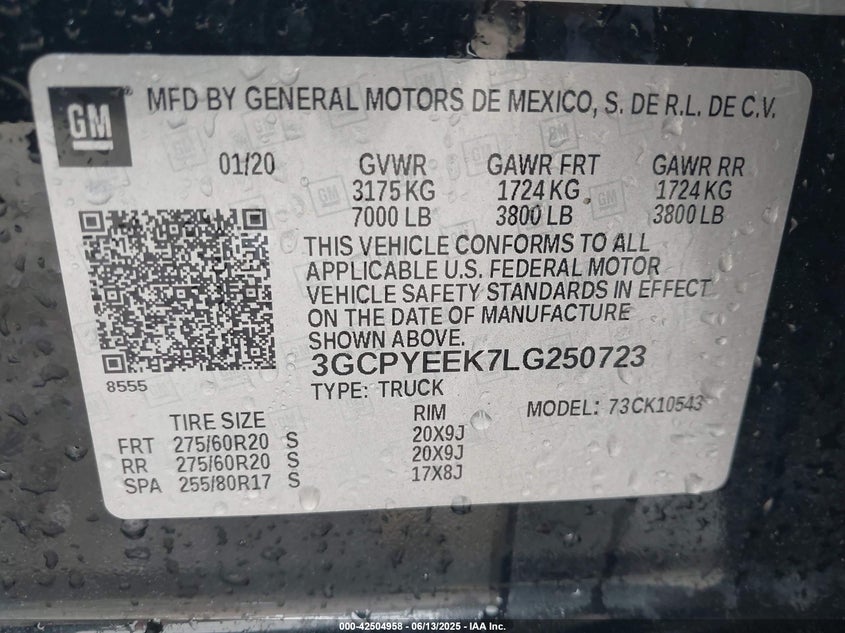 GM
MFD BY GENERAL MOTORS DE MEXICO, S. DE R.L. DE C.V.
01/20 GVWR GAWR FRT GAWR RR
3175 KG 1724 KG 1724 KG
7000 LB 3800 LB 3800 LB
THIS VEHICLE CONFORMS TO ALL
APPLICABLE U.S. FEDERAL MOTOR
VEHICLE SAFETY STANDARDS IN EFFECT
ON THE DATE OF MANUFACTURE
SHOWN ABOVE.
3GCPYEEK7LG250723
8555
TYPE: TRUCK
MODEL: 73CK10543
TIRE SIZE RIM
FRT 275/60R20 S 20X9J
RR 275/60R20 S 20X9J
SPA 255/80R17 S 17X8J
000-42504958 - 06/13/2025 - IAA Inc.